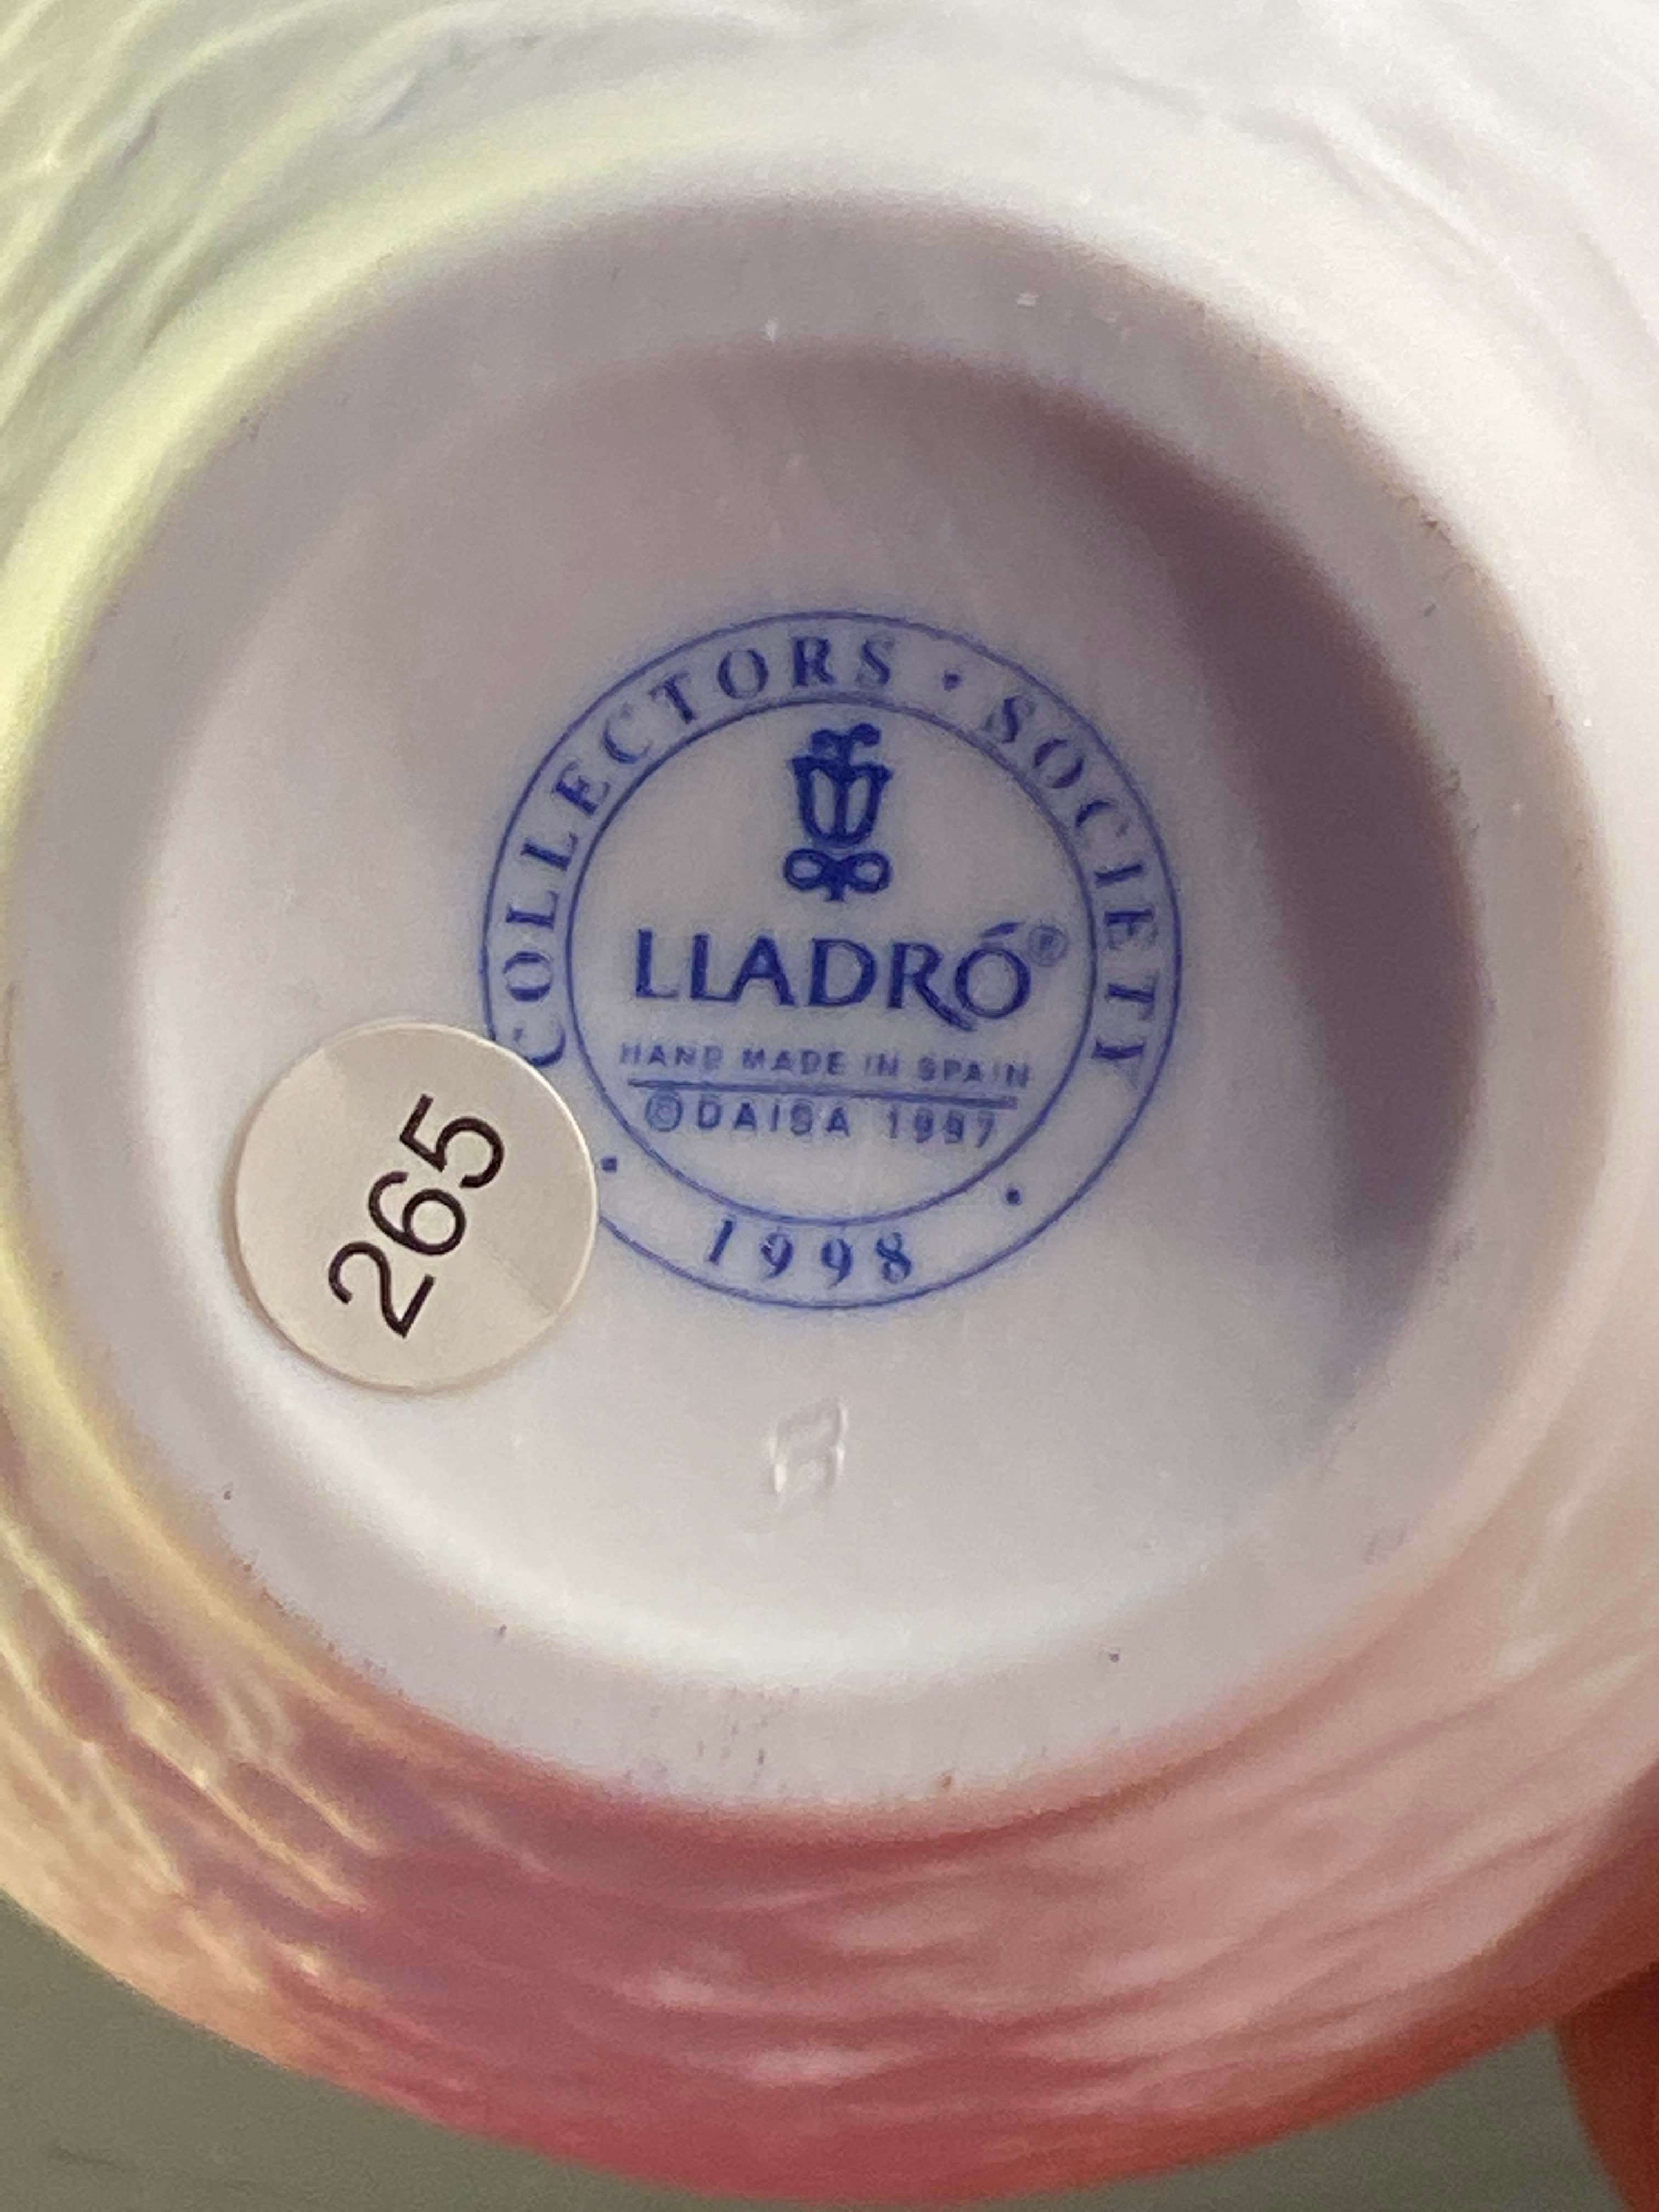 COLLECTORS · SOCIETY
LLADRÓ®
HAND MADE IN SPAIN
© DAISA 1997
· 1998 ·
265